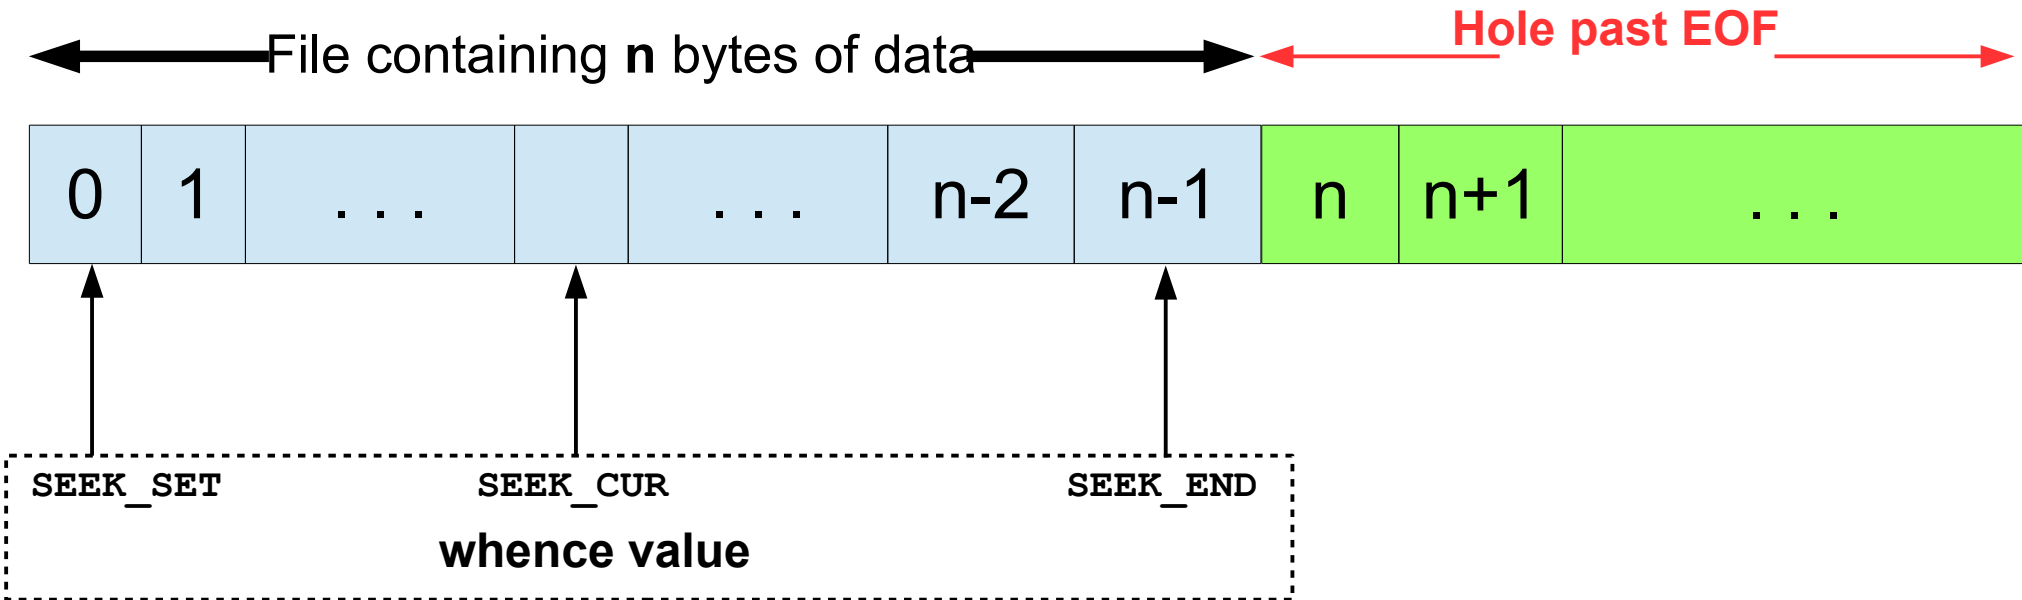 Hole past EOF
File containing n bytes of data
0 1 . . . . . . n-2 n-1 n n+1 . . .
SEEK_SET SEEK_CUR SEEK_END
whence value